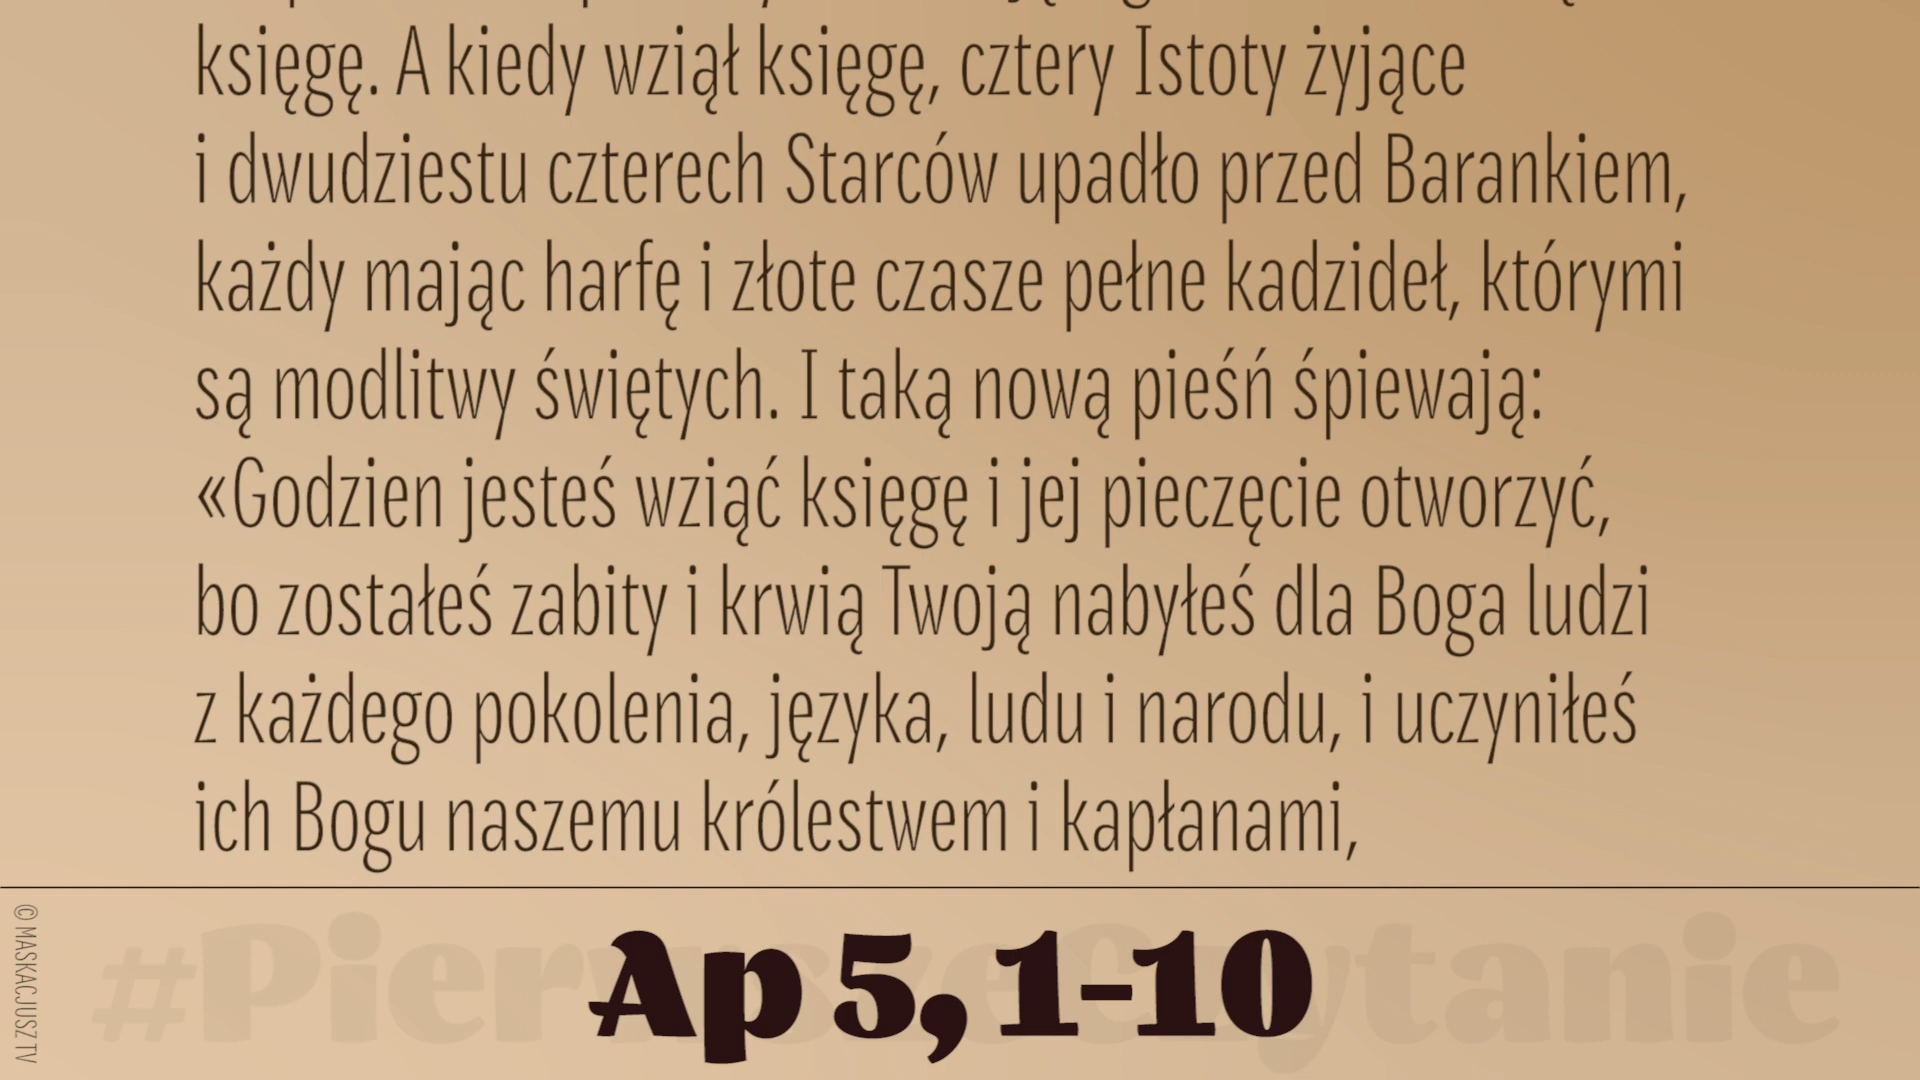 księgę. A kiedy wziął księgę, cztery Istoty żyjące
i dwudziestu czterech Starców upadło przed Barankiem,
każdy mając harfę i złote czasze pełne kadzideł, którymi
są modlitwy świętych. I taką nową pieśń śpiewają:
«Godzien jesteś wziąć księgę i jej pieczęcie otworzyć,
bo zostałeś zabity i krwią Twoją nabyłeś dla Boga ludzi
z każdego pokolenia, języka, ludu i narodu, i uczyniłeś
ich Bogu naszemu królestwem i kapłanami,
#PierwszeCzytanie
Ap 5, 1-10
© MASKACJUSZ TV